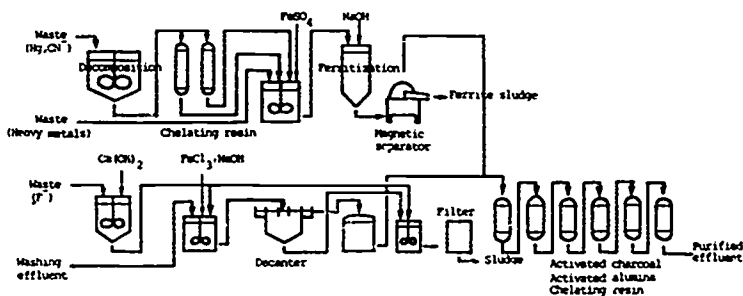 FeSO4 NaOH
Waste
(Hg,CN⁻)
Decomposition
Ferritization
Ferrite sludge
Waste
(Heavy metals)
Chelating resin
Magnetic
separator
Ca(OH)2
FeCl3,NaOH
Waste
(F⁻)
Filter
Washing
effluent
Decanter
Sludge
Purified
effluent
Activated charcoal
Activated alumina
Chelating resin